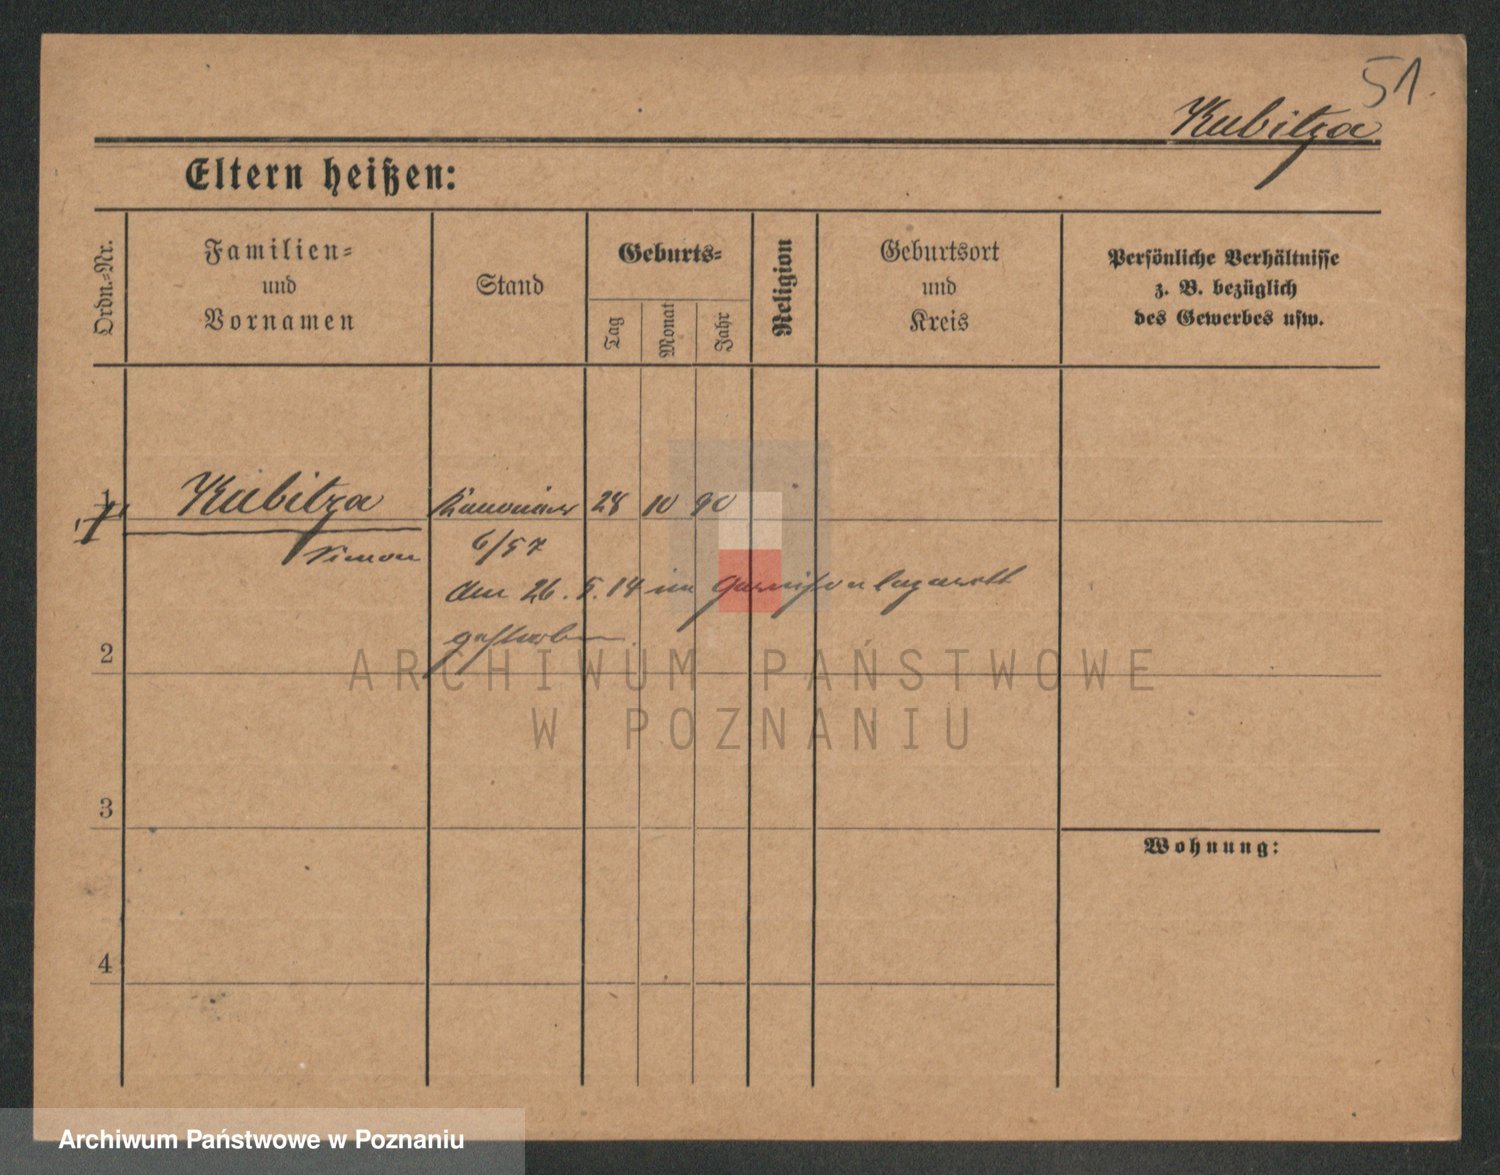 51.
Kubitza
Eltern heißen:
Ordn.=Nr.
Familien=
und
Vornamen
Stand
Geburts=
Tag
Monat
Jahr
Religion
Geburtsort
und
Kreis
Persönliche Verhältnisse
z. B. bezüglich
des Gewerbes usw.
1 Kubitza Kanonier 28 10 90
Simon 6/57
am 26. 5. 14 im Garnisonlazarett
gestorben.
2
3
4
Wohnung:
ARCHIWUM PAŃSTWOWE
W POZNANIU
Archiwum Państwowe w Poznaniu